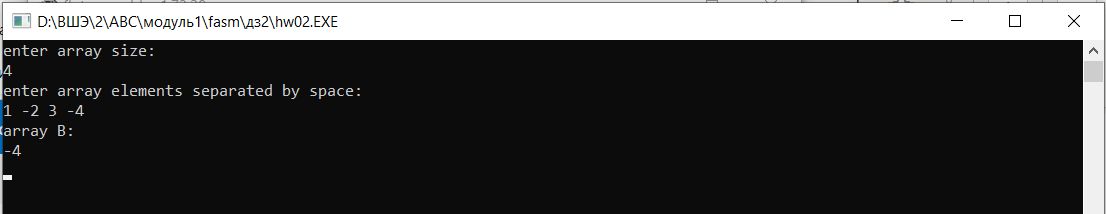 D:\ВШЭ\2\АВС\модуль1\fasm\дз2\hw02.EXE
enter array size:
4
enter array elements separated by space:
1 -2 3 -4
array B:
-4